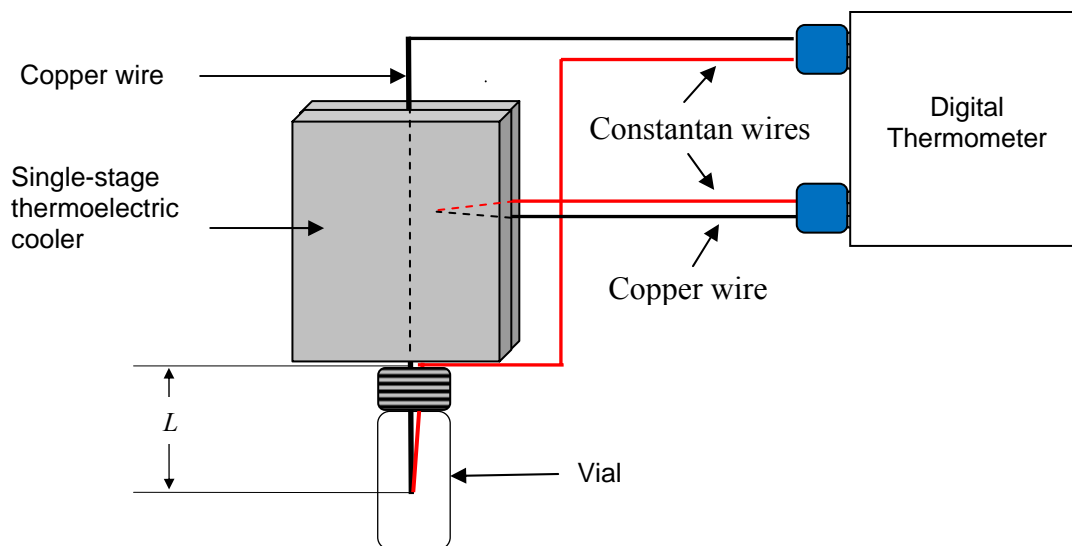 Copper wire
Constantan wires
Digital
Thermometer
Single-stage
thermoelectric
cooler
Copper wire
L
Vial